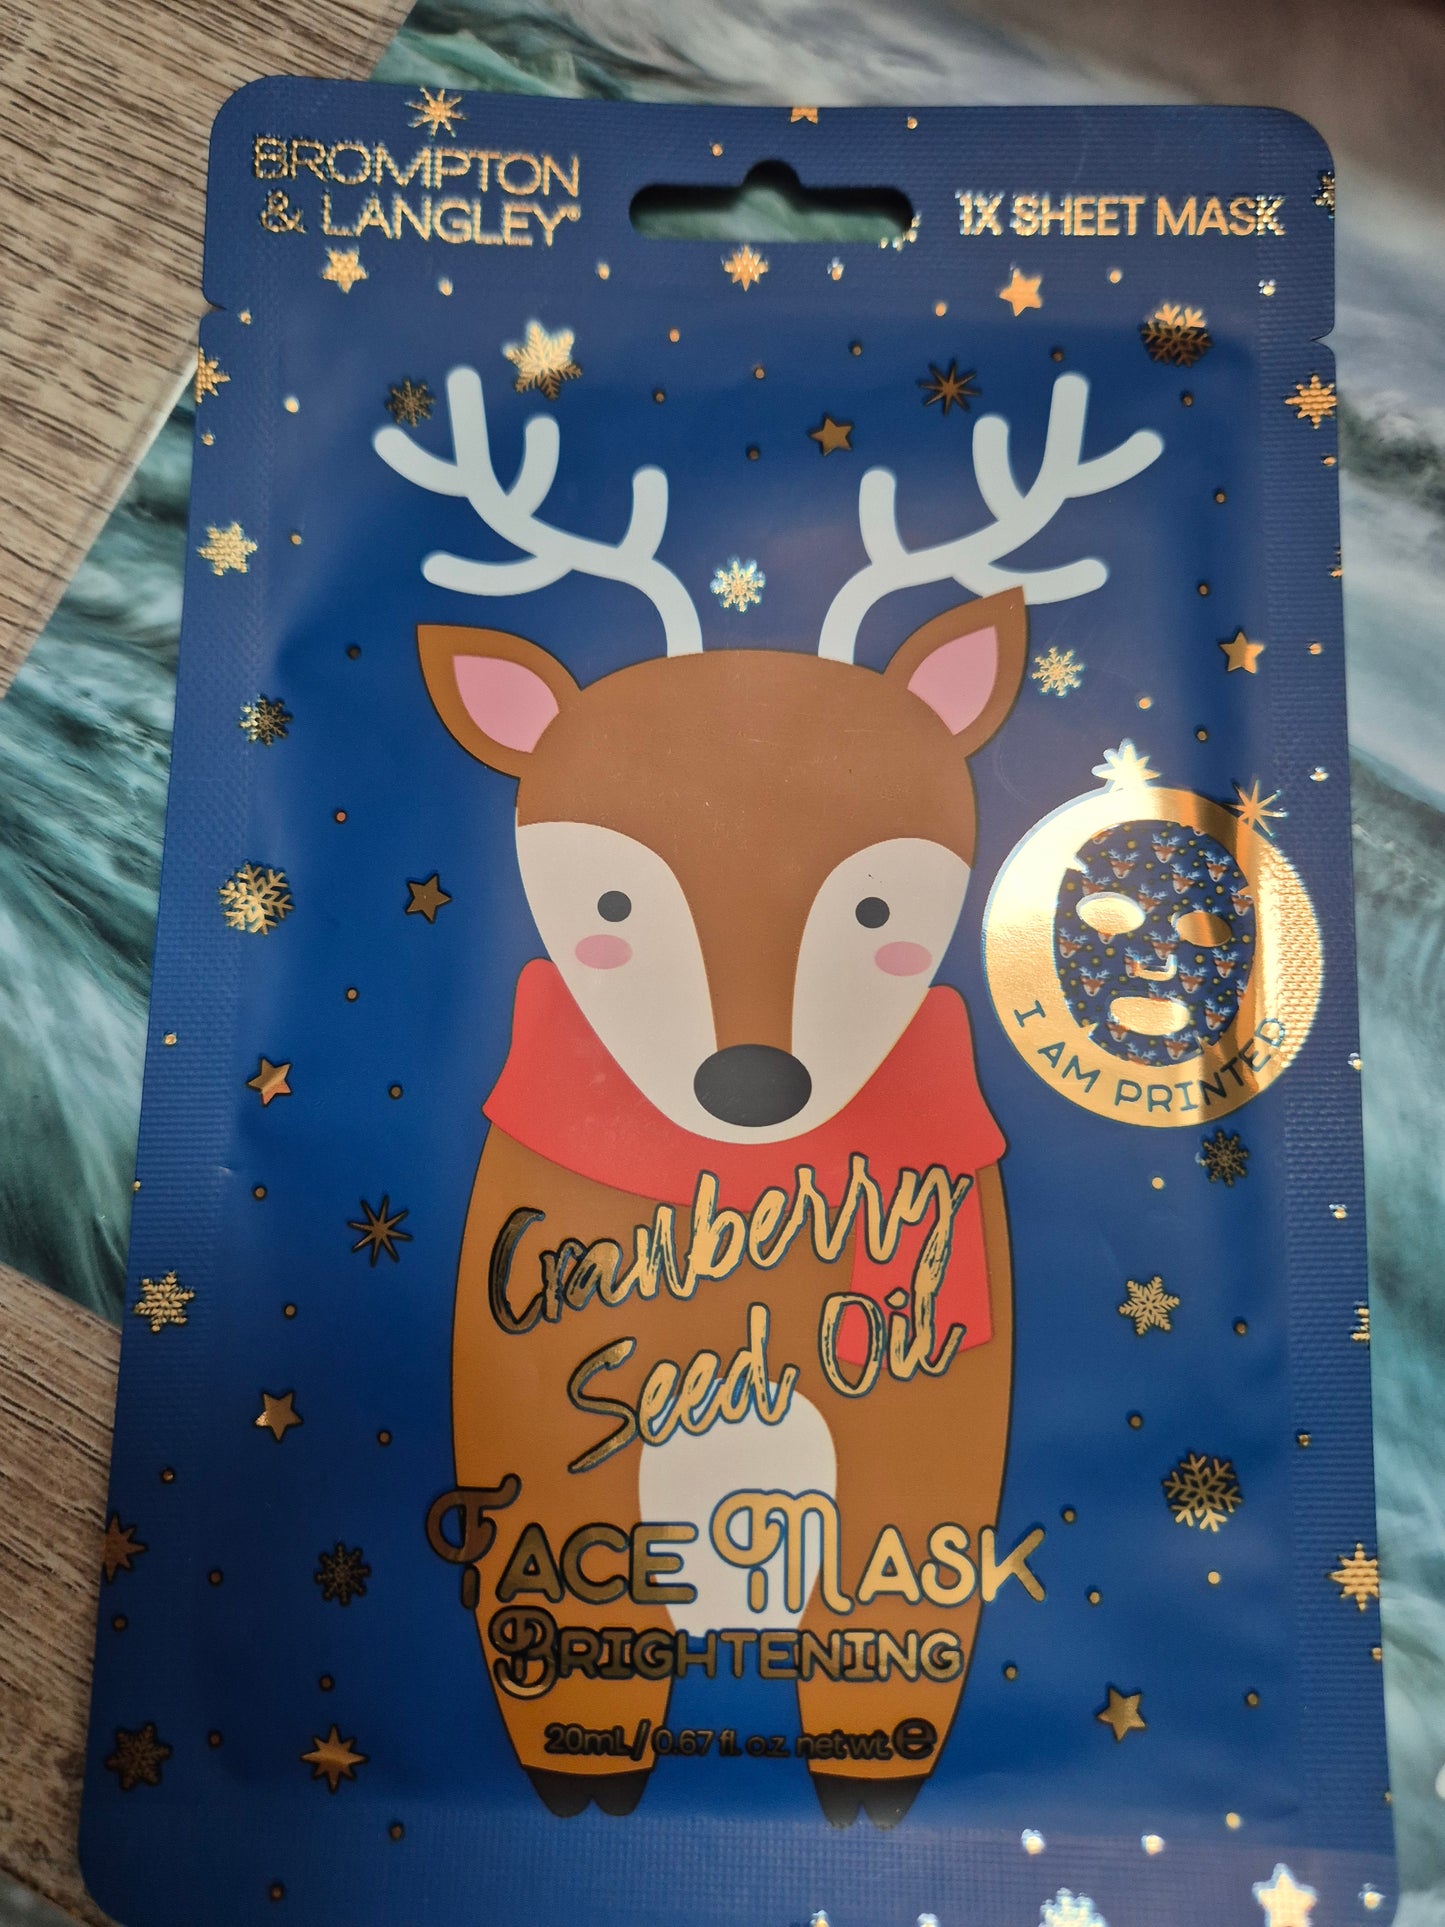 BROMPTON
& LANGLEY®
1X SHEET MASK
I AM PRINTED
Cranberry
Seed Oil
FACE MASK
BRIGHTENING
20mL / 0.67 fl. o.z. net wt. ℮